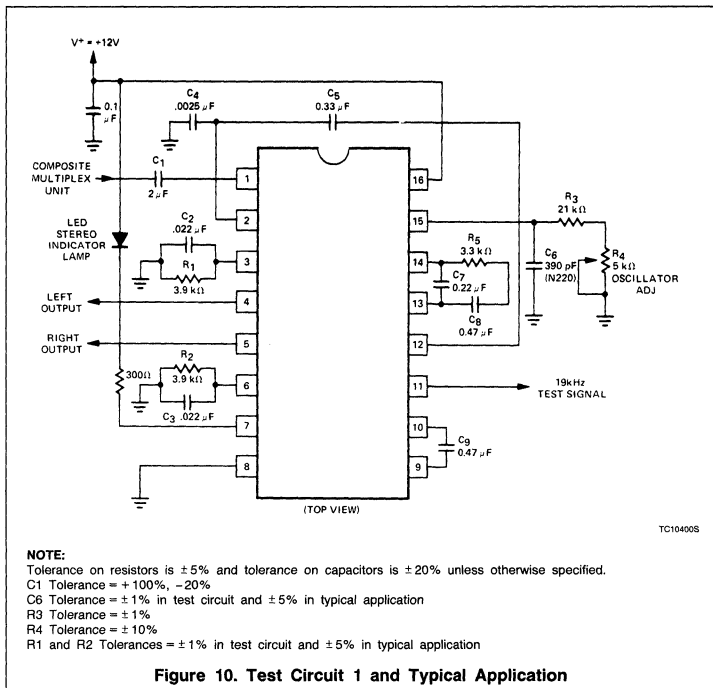 V+ = +12V
0.1
μF
C4
.0025 μF
C5
0.33 μF
COMPOSITE
MULTIPLEX
UNIT
C1
2 μF
1
16
LED
STEREO
INDICATOR
LAMP
C2
.022 μF
R1
3.9 kΩ
2
15
R3
21 kΩ
3
14
R5
3.3 kΩ
C7
0.22 μF
C8
0.47 μF
C6
390 pF
(N220)
R4
5 kΩ
OSCILLATOR
ADJ
LEFT
OUTPUT
4
13
RIGHT
OUTPUT
5
12
300Ω
R2
3.9 kΩ
C3 .022 μF
6
11
19kHz
TEST SIGNAL
7
10
C9
0.47 μF
8
9
(TOP VIEW)
TC10400S
NOTE:
Tolerance on resistors is ±5% and tolerance on capacitors is ±20% unless otherwise specified.
C1 Tolerance = +100%, −20%
C6 Tolerance = ±1% in test circuit and ±5% in typical application
R3 Tolerance = ±1%
R4 Tolerance = ±10%
R1 and R2 Tolerances = ±1% in test circuit and ±5% in typical application
Figure 10. Test Circuit 1 and Typical Application